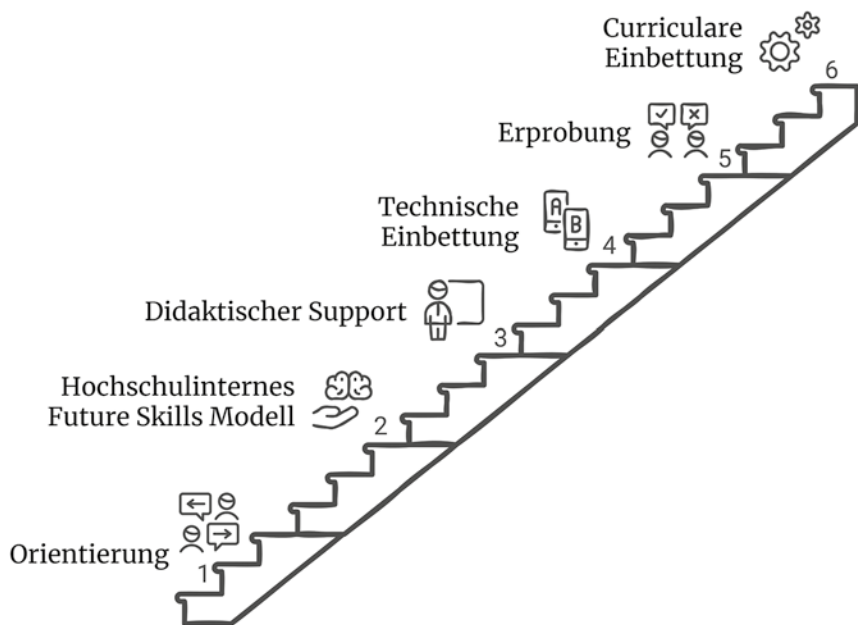 Curriculare
Einbettung
6
Erprobung
5
Technische
Einbettung
A
B
4
Didaktischer Support
3
Hochschulinternes
Future Skills Modell
2
Orientierung
1